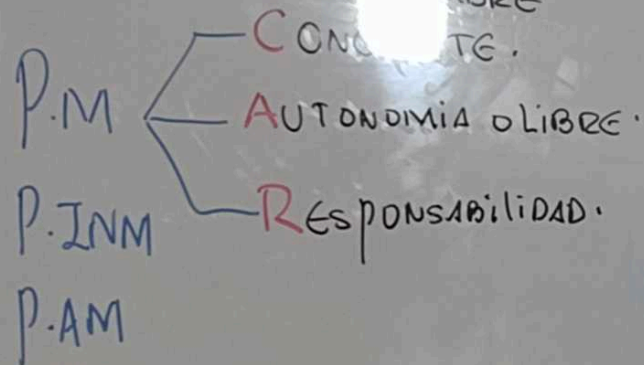 P.M
AUTONOMIA O LIBRE.
RESPONSABILIDAD.
P.INM
P.AM